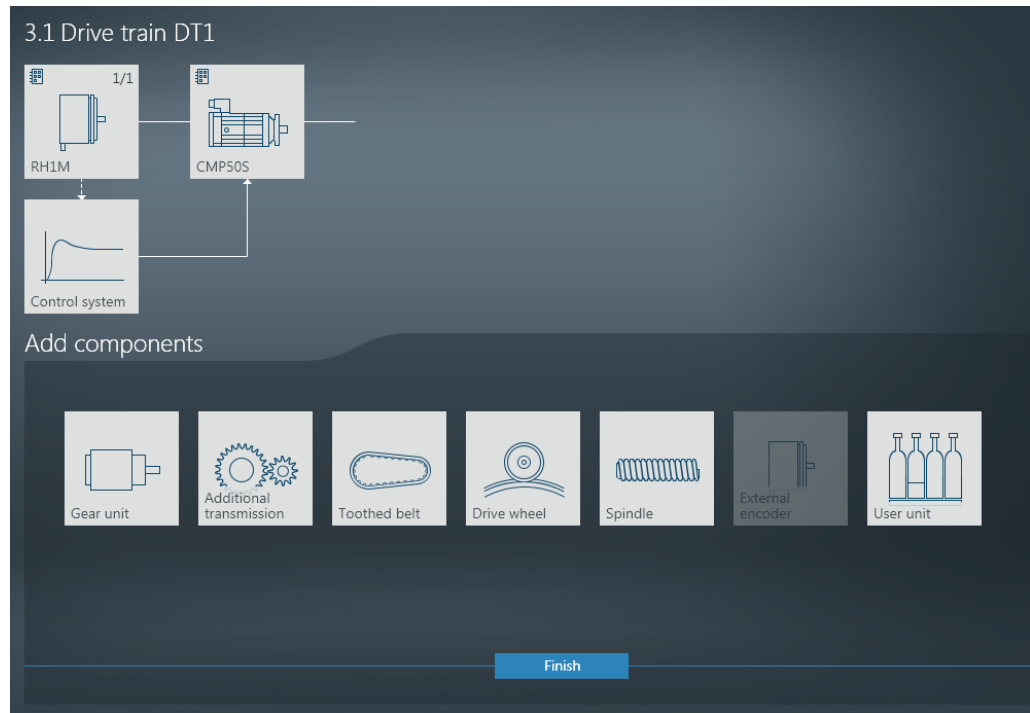 3.1 Drive train DT1
1/1
RH1M
CMP50S
Control system
Add components
Gear unit
Additional
transmission
Toothed belt
Drive wheel
Spindle
External
encoder
User unit
Finish